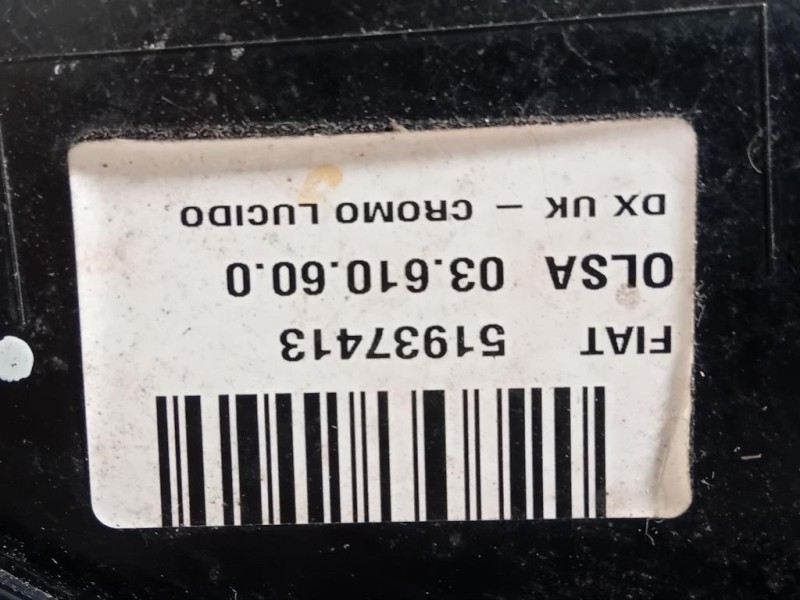 FIAT 51937413
OLSA 03.610.60.0
DX UK - CROMO LUCIDO